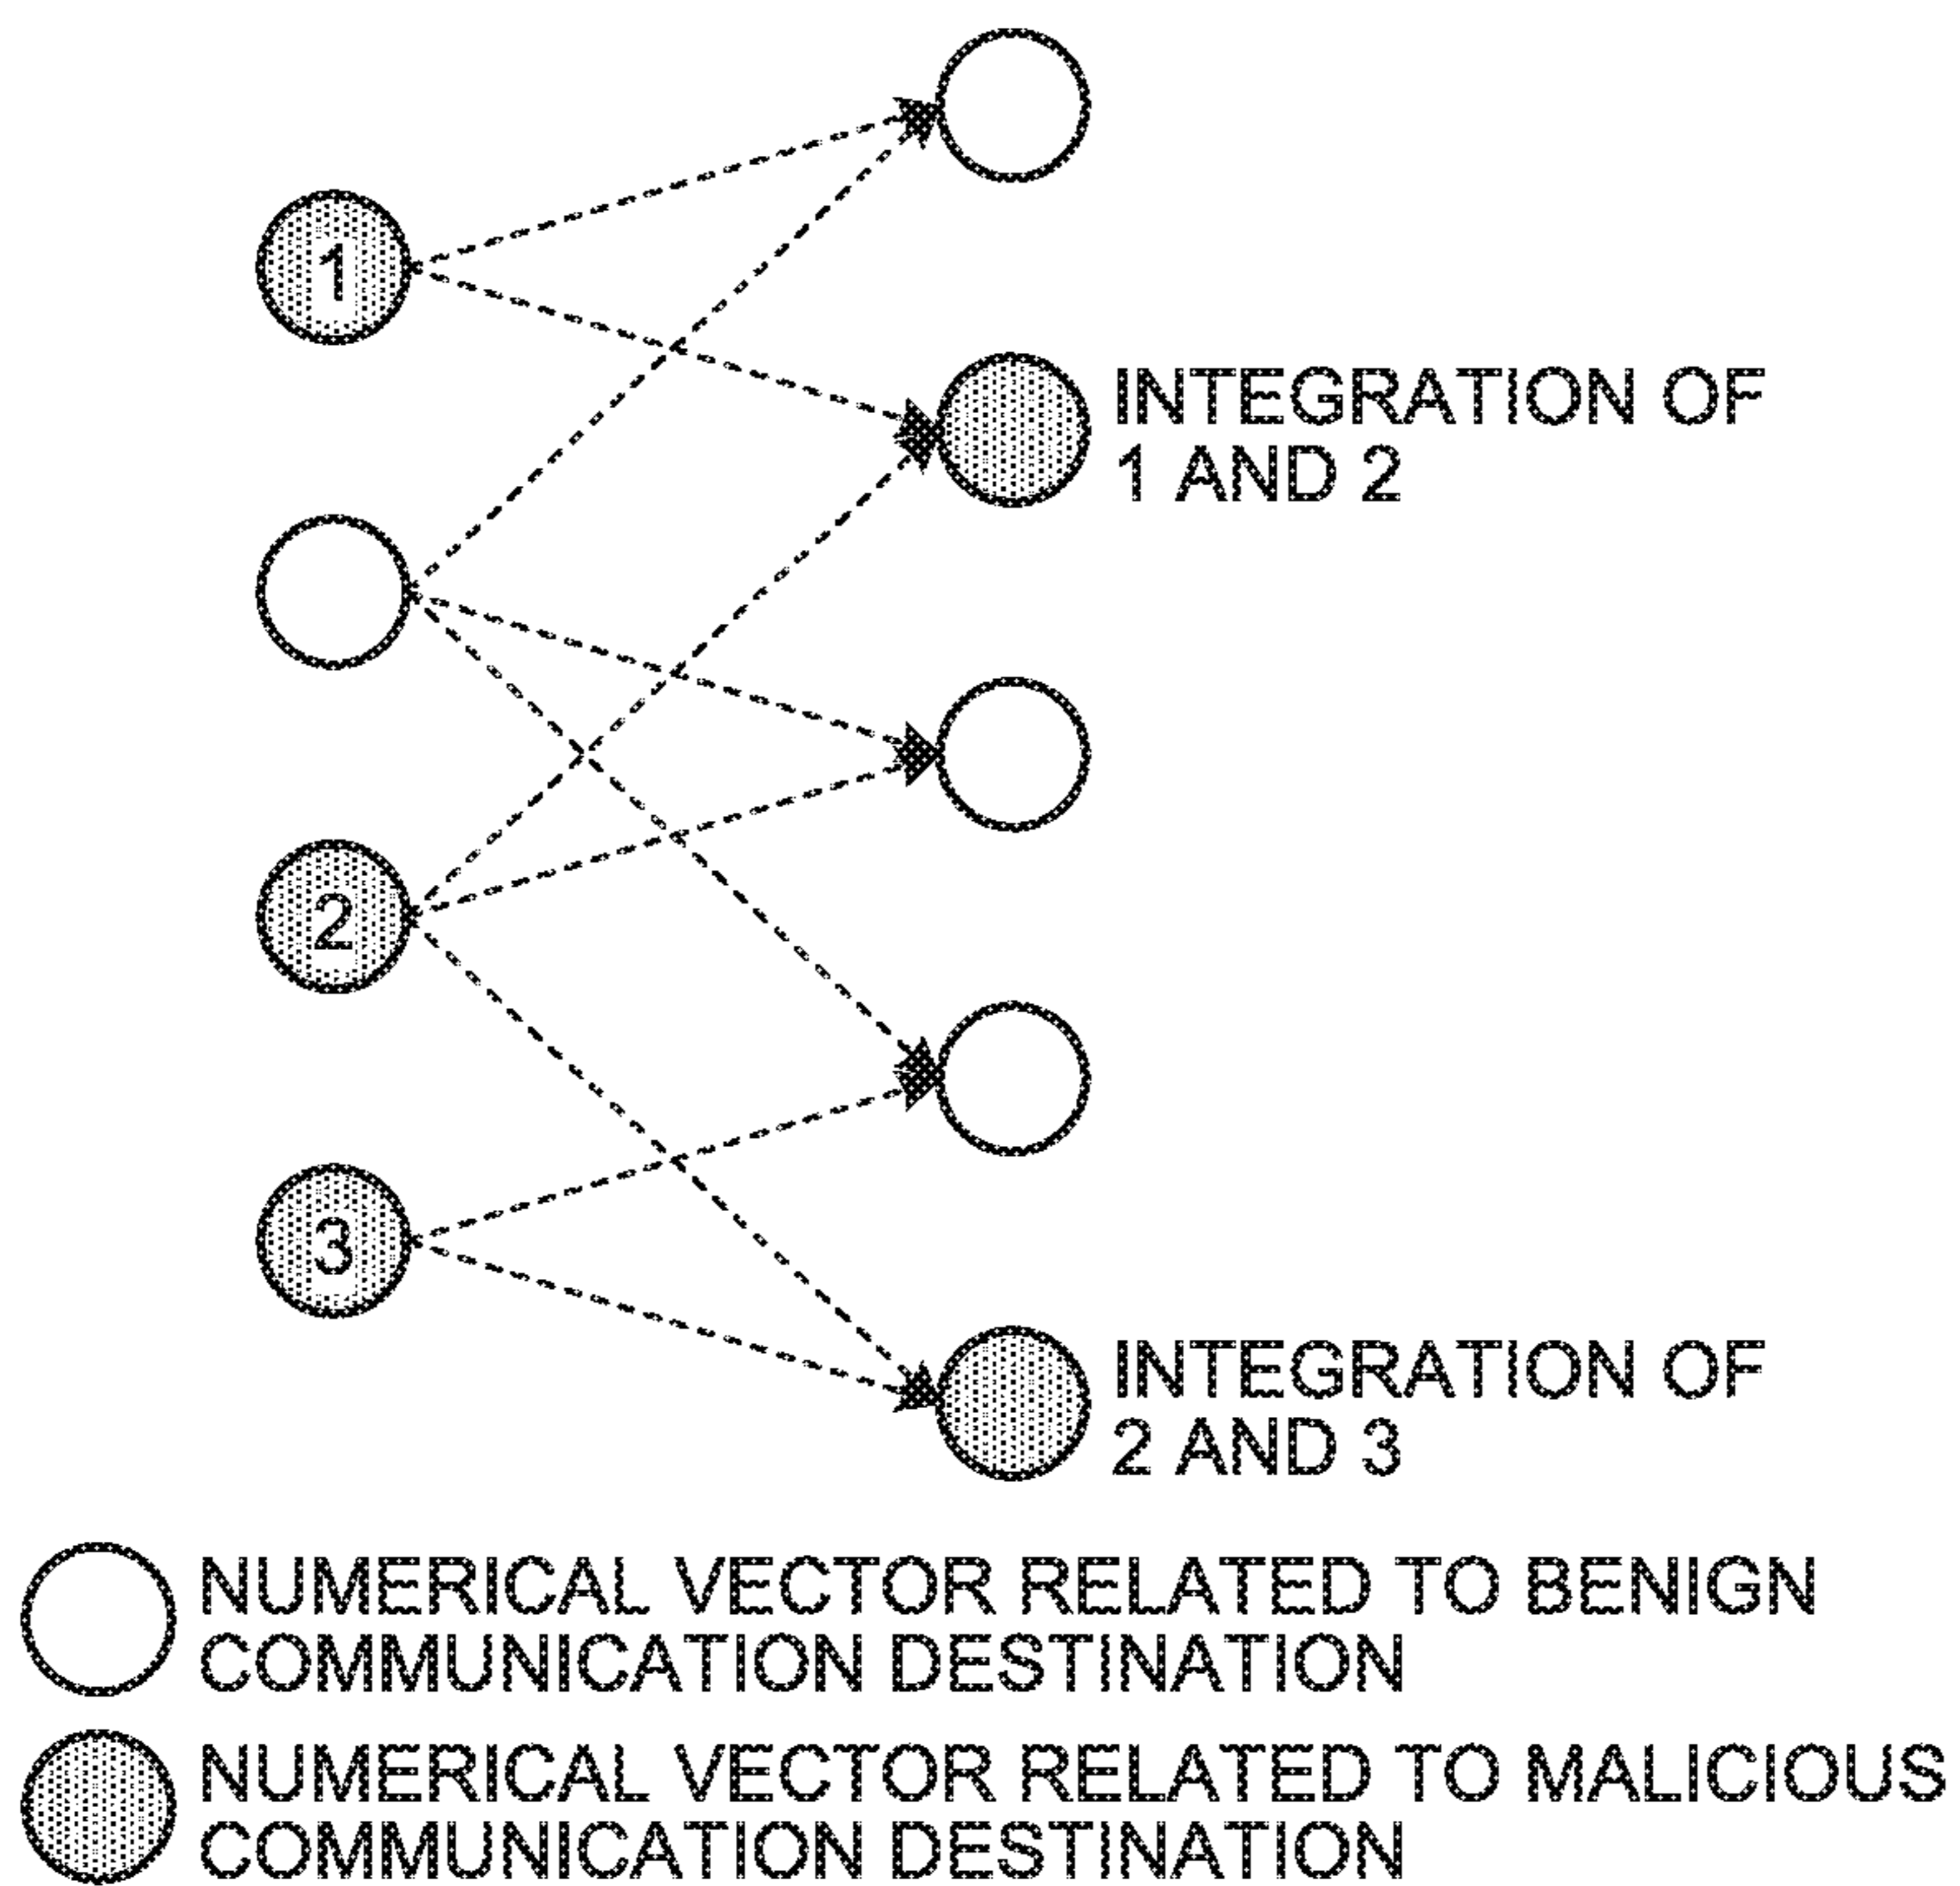 1
INTEGRATION OF
1 AND 2
2
3
INTEGRATION OF
2 AND 3
NUMERICAL VECTOR RELATED TO BENIGN
COMMUNICATION DESTINATION
NUMERICAL VECTOR RELATED TO MALICIOUS
COMMUNICATION DESTINATION